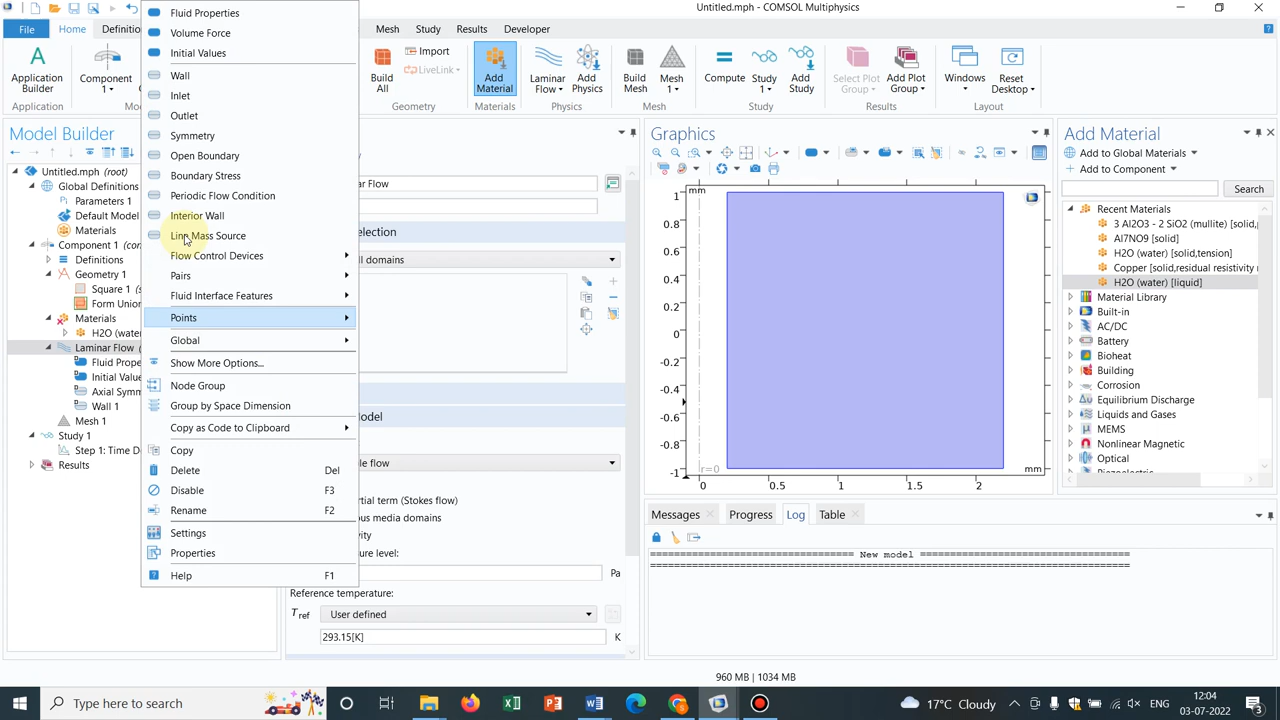 Untitled.mph - COMSOL Multiphysics
File
Home
Definitio
Mesh
Study
Results
Developer
Application Builder
Component 1
Build All
Import
LiveLink
Add Material
Laminar Flow
Add Physics
Build Mesh
Mesh 1
Compute
Study 1
Add Study
Select Plot Group
Add Plot Group
Windows
Reset Desktop
Application
Mo
Geometry
Materials
Physics
Mesh
Study
Results
Layout
Model Builder
Untitled.mph (root)
Global Definitions
Parameters 1
Default Model
Materials
Component 1 (con
Definitions
Geometry 1
Square 1
Form Union
Materials
H2O (wate
Laminar Flow (
Fluid Prope
Initial Value
Axial Symm
Wall 1
Mesh 1
Study 1
Step 1: Time D
Results
Fluid Properties
Volume Force
Initial Values
Wall
Inlet
Outlet
Symmetry
Open Boundary
Boundary Stress
Periodic Flow Condition
Interior Wall
Line Mass Source
Flow Control Devices
Pairs
Fluid Interface Features
Points
Global
Show More Options...
Node Group
Group by Space Dimension
Copy as Code to Clipboard
Copy
Delete Del
Disable F3
Rename F2
Settings
Properties
Help F1
ar Flow
election
l domains
odel
le flow
rtial term (Stokes flow)
us media domains
vity
ure level:
Pa
Reference temperature:
Tref User defined
293.15[K] K
Graphics
mm
1
0.8
0.6
0.4
0.2
0
-0.2
-0.4
-0.6
-0.8
-1
r=0
0 0.5 1 1.5 2 mm
Messages Progress Log Table
New model
Add Material
Add to Global Materials
Add to Component
Search
Recent Materials
3 Al2O3 - 2 SiO2 (mullite) [solid,
Al7NO9 [solid]
H2O (water) [solid,tension]
Copper [solid,residual resistivity r
H2O (water) [liquid]
Material Library
Built-in
AC/DC
Battery
Bioheat
Building
Corrosion
Equilibrium Discharge
Liquids and Gases
MEMS
Nonlinear Magnetic
Optical
Piezoelectric
960 MB | 1034 MB
Type here to search
17°C Cloudy
ENG
12:04
03-07-2022
3